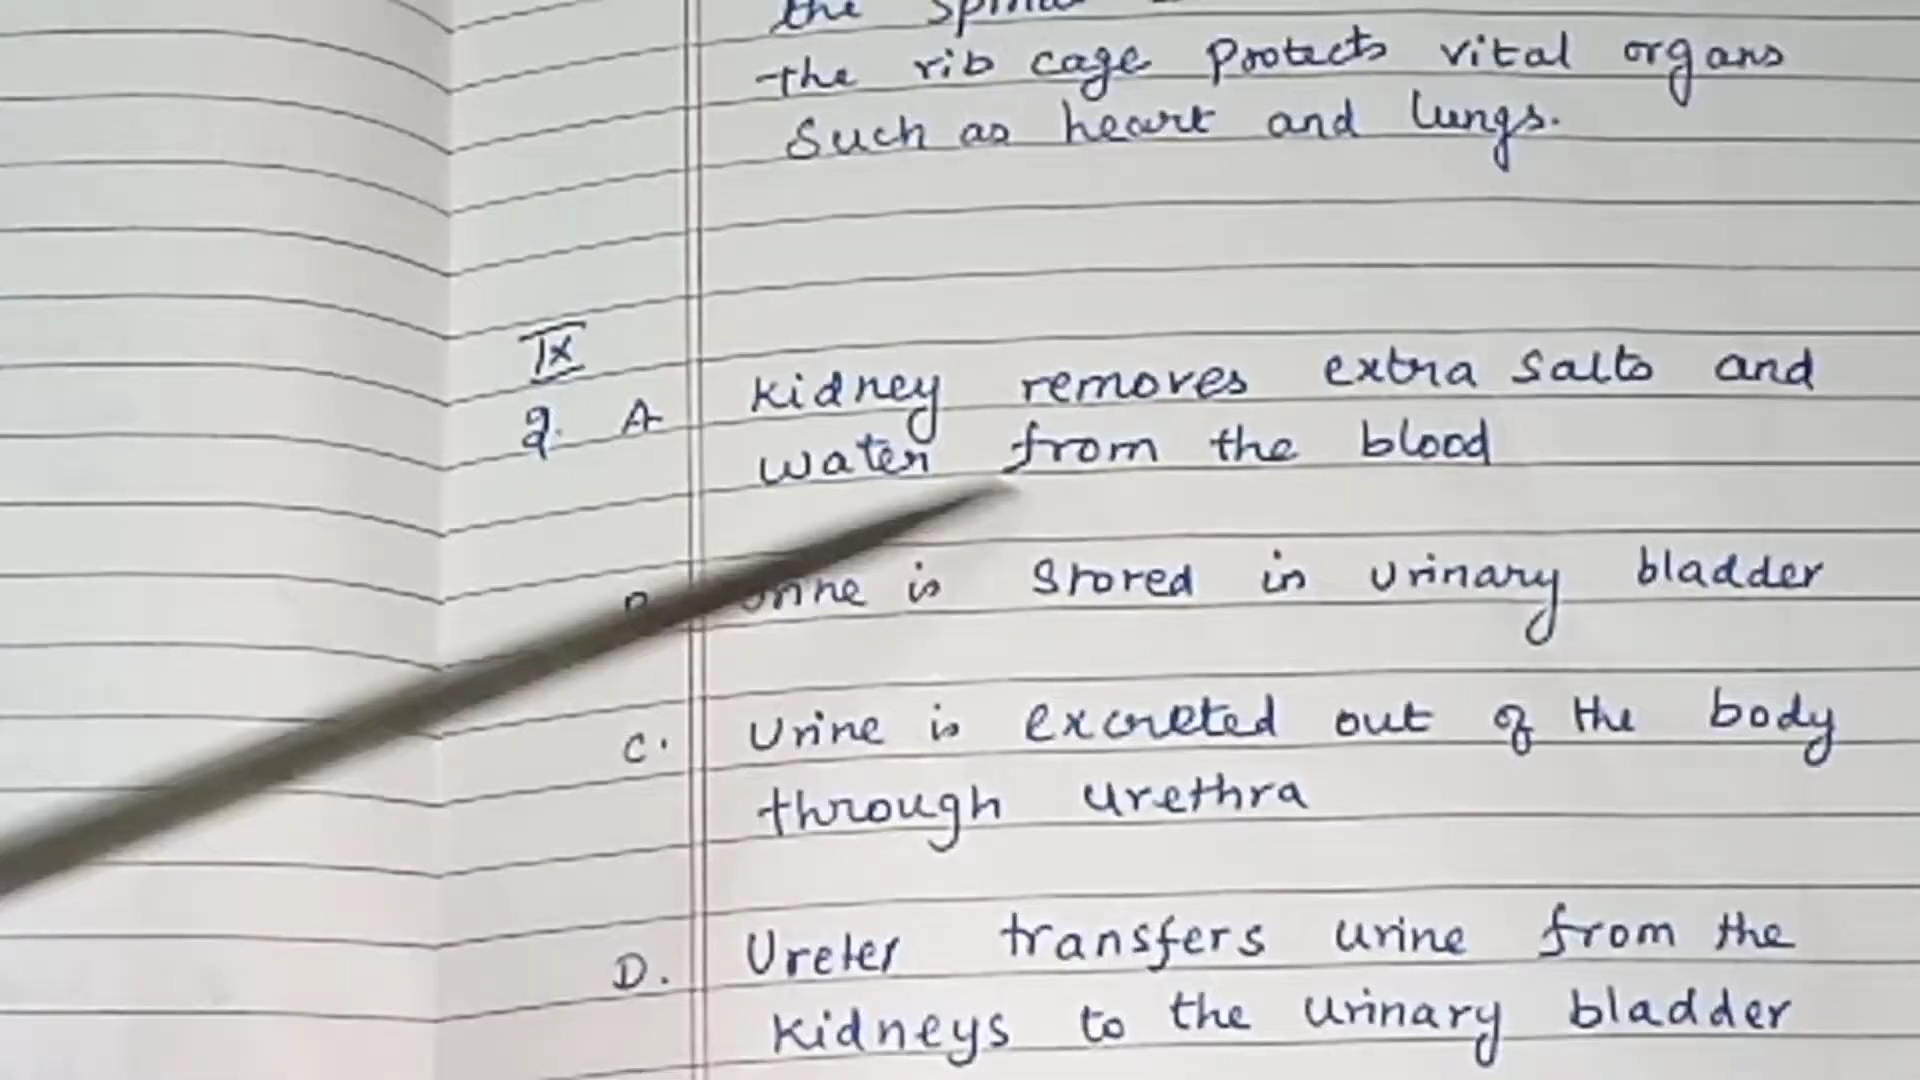 the
the rib cage protects vital organs
Such as heart and lungs.
IX
2. A kidney removes extra salts and
water from the blood
Urine is stored in urinary bladder
C. Urine is excreted out of the body
through urethra
D. Ureter transfers urine from the
kidneys to the urinary bladder